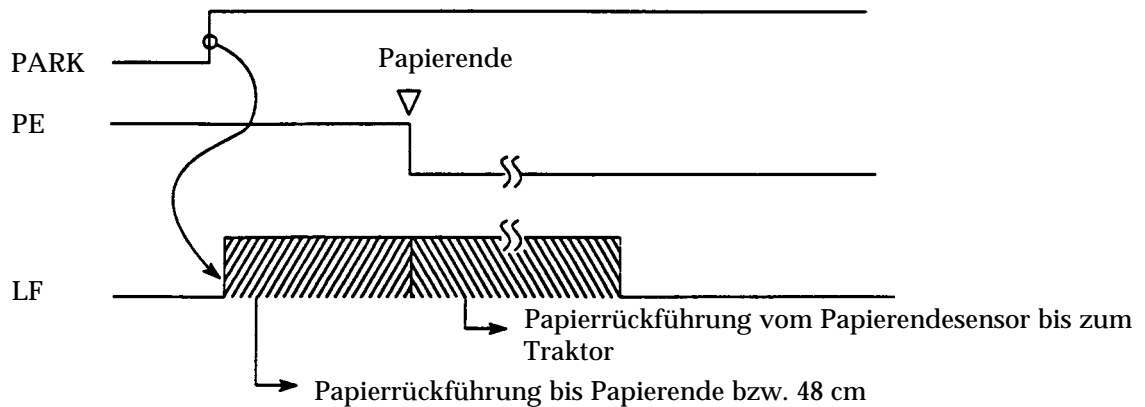 PARK
Papierende
PE
LF
Papierrückführung vom Papierendesensor bis zum
Traktor
Papierrückführung bis Papierende bzw. 48 cm